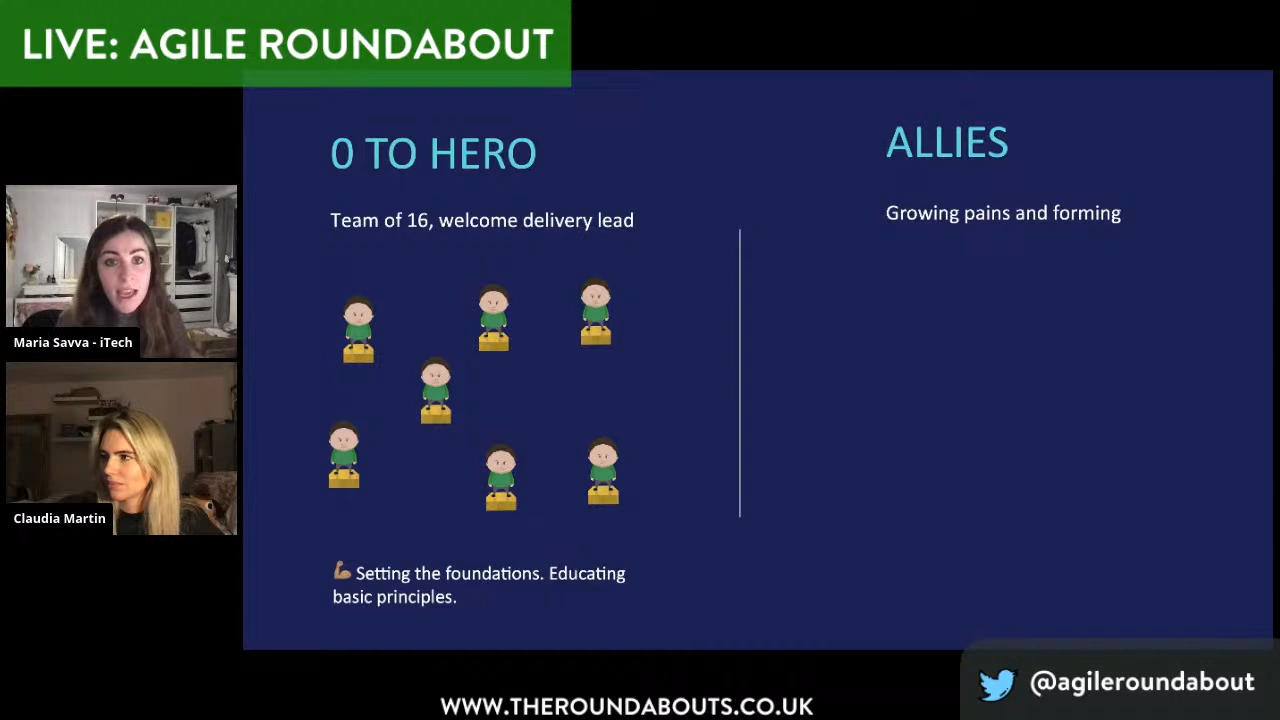 LIVE: AGILE ROUNDABOUT
0 TO HERO
Team of 16, welcome delivery lead
💪🏽 Setting the foundations. Educating
basic principles.
ALLIES
Growing pains and forming
Maria Savva - iTech
Claudia Martin
@agileroundabout
WWW.THEROUNDABOUTS.CO.UK